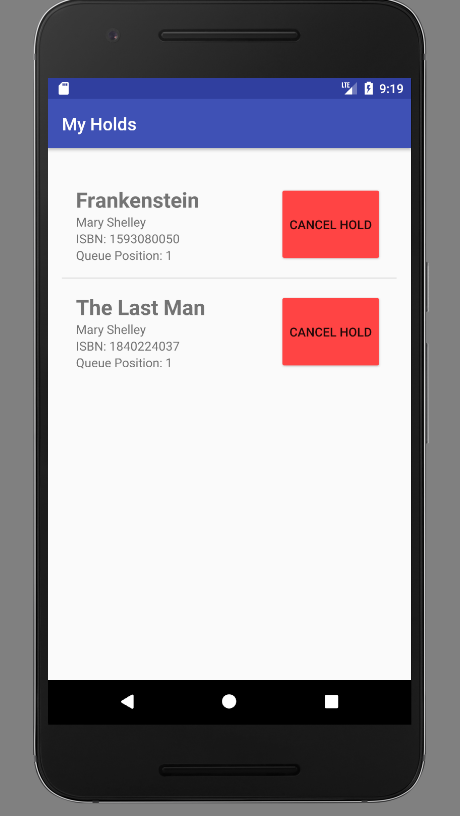 LTE 9:19
My Holds
Frankenstein
Mary Shelley
ISBN: 1593080050
Queue Position: 1
CANCEL HOLD
The Last Man
Mary Shelley
ISBN: 1840224037
Queue Position: 1
CANCEL HOLD